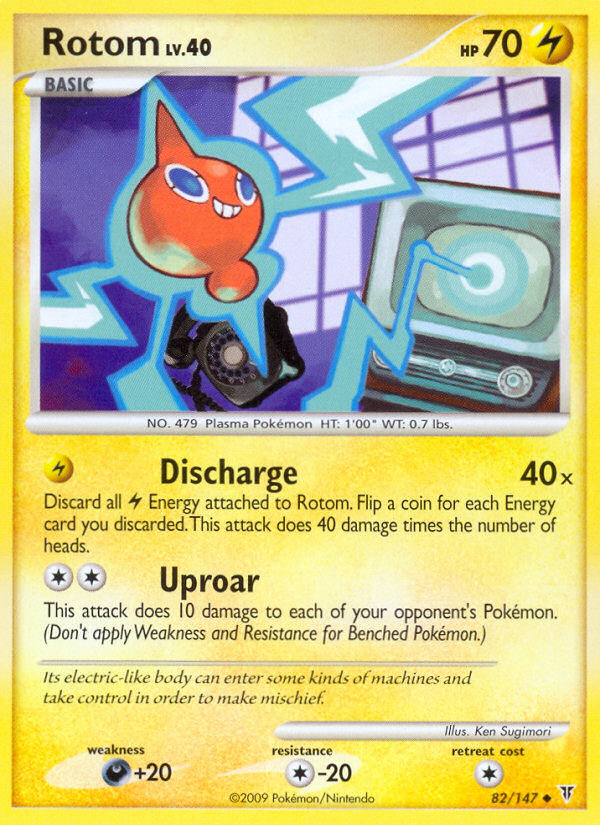 Rotom LV.40
HP 70
BASIC
NO. 479 Plasma Pokémon HT: 1'00" WT: 0.7 lbs.
Discharge 40x
Discard all Energy attached to Rotom. Flip a coin for each Energy
card you discarded. This attack does 40 damage times the number of
heads.
Uproar
This attack does 10 damage to each of your opponent's Pokémon.
(Don't apply Weakness and Resistance for Benched Pokémon.)
Its electric-like body can enter some kinds of machines and
take control in order to make mischief.
Illus. Ken Sugimori
weakness resistance retreat cost
+20 -20
©2009 Pokémon/Nintendo 82/147